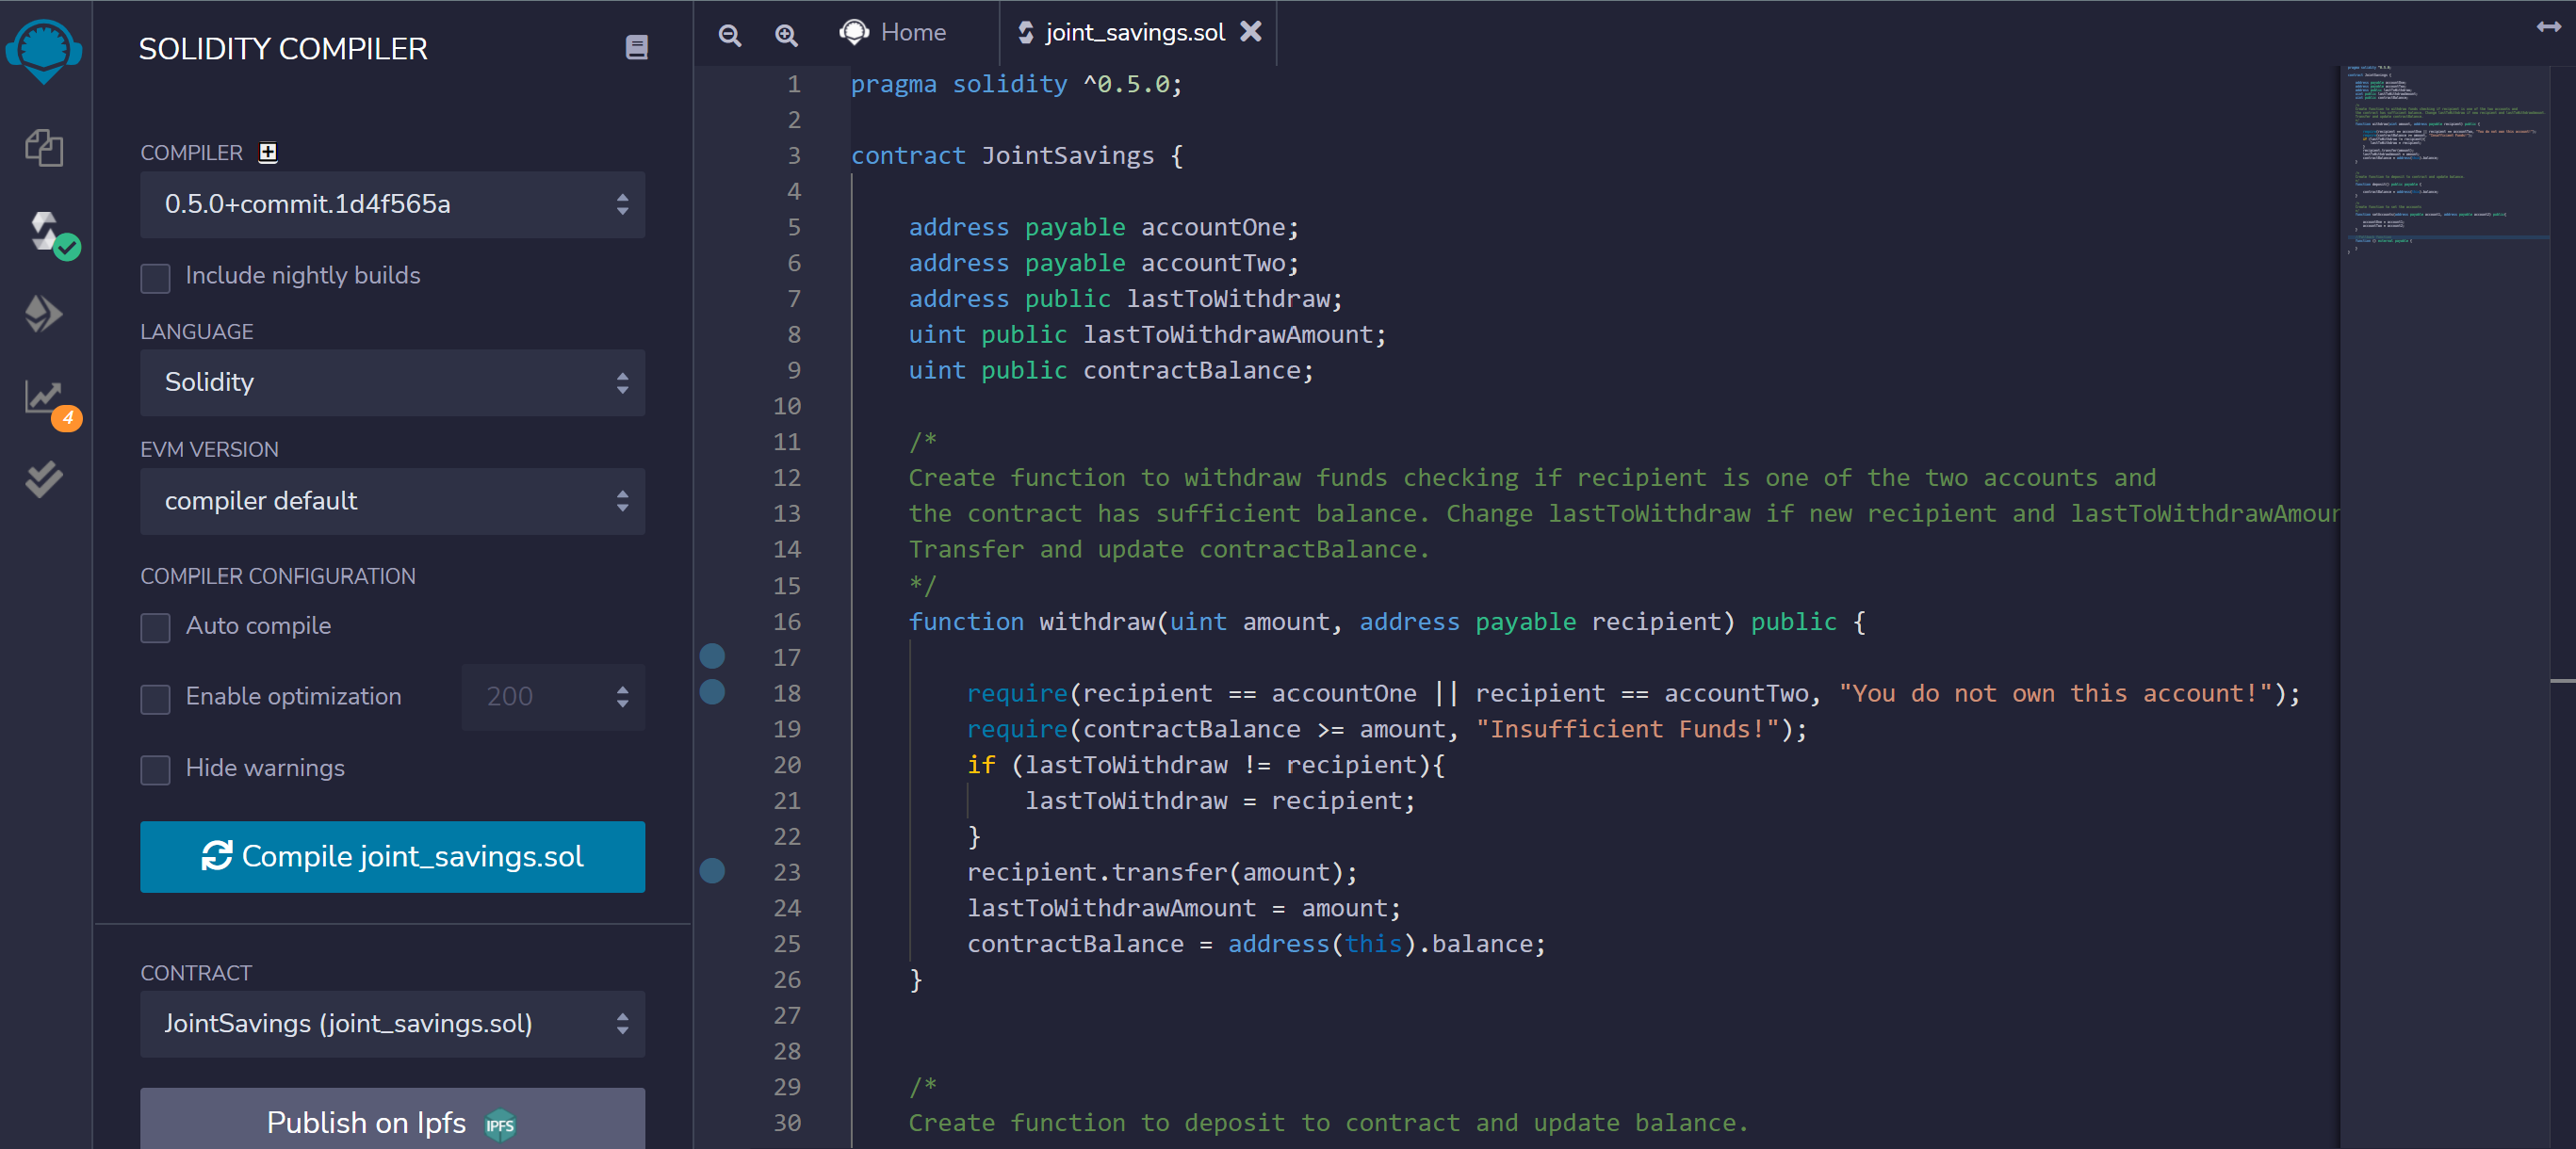 SOLIDITY COMPILER
COMPILER
0.5.0+commit.1d4f565a
Include nightly builds
LANGUAGE
Solidity
EVM VERSION
compiler default
COMPILER CONFIGURATION
Auto compile
Enable optimization
200
Hide warnings
Compile joint_savings.sol
CONTRACT
JointSavings (joint_savings.sol)
Publish on Ipfs
IPFS
4
Home
joint_savings.sol
1 pragma solidity ^0.5.0;
2
3 contract JointSavings {
4
5 address payable accountOne;
6 address payable accountTwo;
7 address public lastToWithdraw;
8 uint public lastToWithdrawAmount;
9 uint public contractBalance;
10
11 /*
12 Create function to withdraw funds checking if recipient is one of the two accounts and
13 the contract has sufficient balance. Change lastToWithdraw if new recipient and lastToWithdrawAmour
14 Transfer and update contractBalance.
15 */
16 function withdraw(uint amount, address payable recipient) public {
17
18 require(recipient == accountOne || recipient == accountTwo, "You do not own this account!");
19 require(contractBalance >= amount, "Insufficient Funds!");
20 if (lastToWithdraw != recipient){
21 lastToWithdraw = recipient;
22 }
23 recipient.transfer(amount);
24 lastToWithdrawAmount = amount;
25 contractBalance = address(this).balance;
26 }
27
28
29 /*
30 Create function to deposit to contract and update balance.